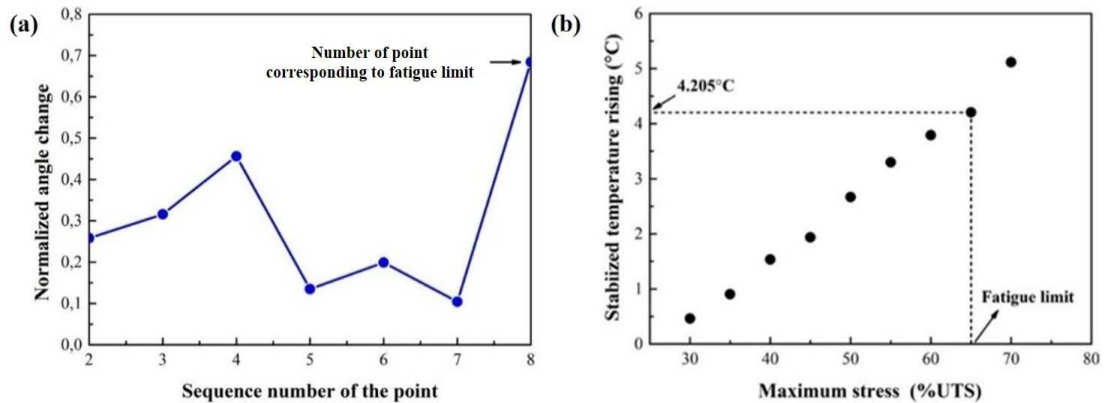 (a)
Normalized angle change
0,8
0,7
0,6
0,5
0,4
0,3
0,2
0,1
0,0
Number of point
corresponding to fatigue limit
2 3 4 5 6 7 8
Sequence number of the point
(b)
Stabiized temperature rising (°C)
6
5
4
3
2
1
0
4.205°C
Fatigue limit
30 40 50 60 70 80
Maximum stress (%UTS)